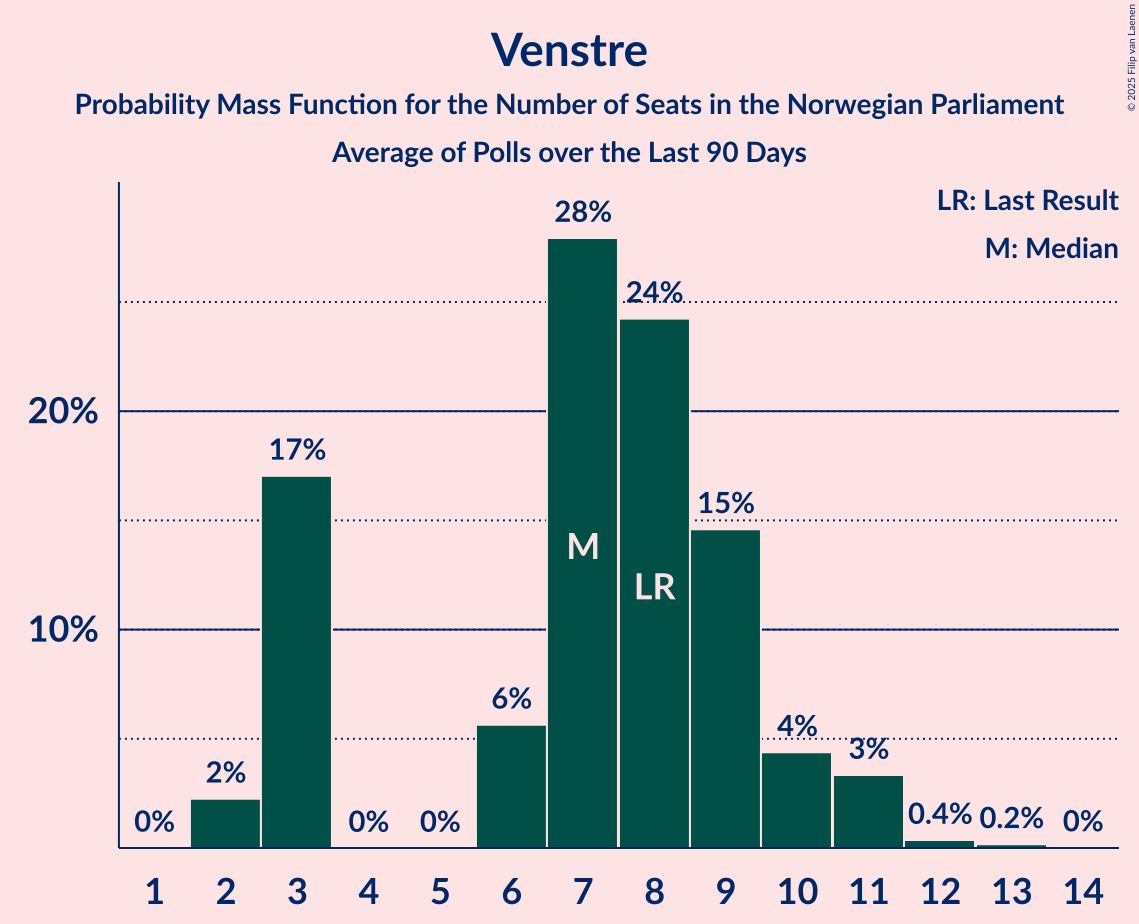 Venstre
Probability Mass Function for the Number of Seats in the Norwegian Parliament
Average of Polls over the Last 90 Days
© 2025 Filip van Laenen
LR: Last Result
M: Median
28%
24%
20%
17%
15%
M
LR
10%
6%
4%
3%
2%
0%
0%
0%
0.4%
0.2%
0%
1 2 3 4 5 6 7 8 9 10 11 12 13 14